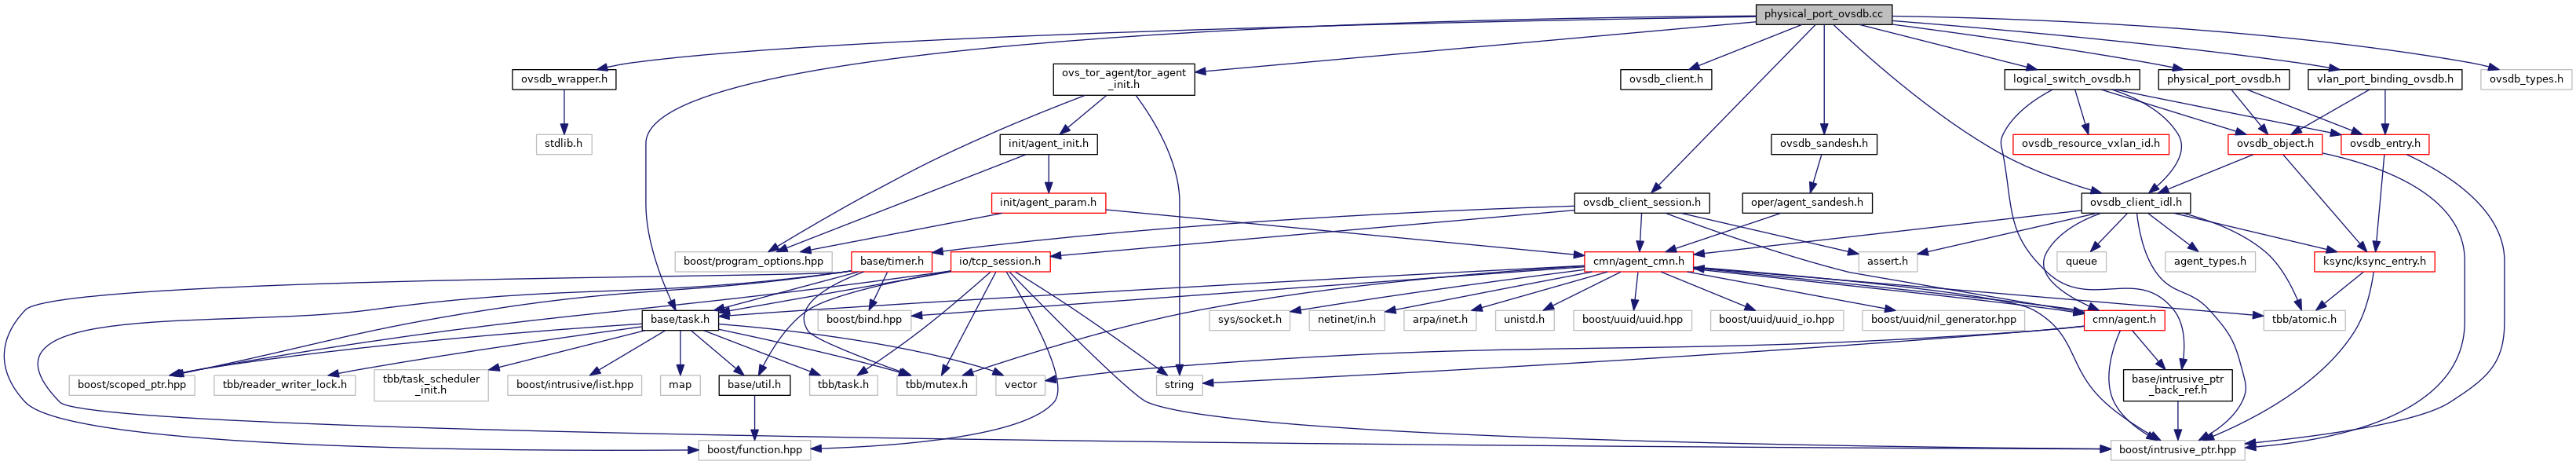 physical_port_ovsdb.cc
ovsdb_wrapper.h
ovs_tor_agent/tor_agent
_init.h
ovsdb_client.h
logical_switch_ovsdb.h
physical_port_ovsdb.h
vlan_port_binding_ovsdb.h
ovsdb_types.h
stdlib.h
init/agent_init.h
ovsdb_sandesh.h
ovsdb_resource_vxlan_id.h
ovsdb_object.h
ovsdb_entry.h
init/agent_param.h
ovsdb_client_session.h
oper/agent_sandesh.h
ovsdb_client_idl.h
boost/program_options.hpp
base/timer.h
io/tcp_session.h
cmn/agent_cmn.h
assert.h
queue
agent_types.h
ksync/ksync_entry.h
base/task.h
boost/bind.hpp
sys/socket.h
netinet/in.h
arpa/inet.h
unistd.h
boost/uuid/uuid.hpp
boost/uuid/uuid_io.hpp
boost/uuid/nil_generator.hpp
cmn/agent.h
tbb/atomic.h
boost/scoped_ptr.hpp
tbb/reader_writer_lock.h
tbb/task_scheduler
_init.h
boost/intrusive/list.hpp
map
base/util.h
tbb/task.h
tbb/mutex.h
vector
string
base/intrusive_ptr
_back_ref.h
boost/function.hpp
boost/intrusive_ptr.hpp